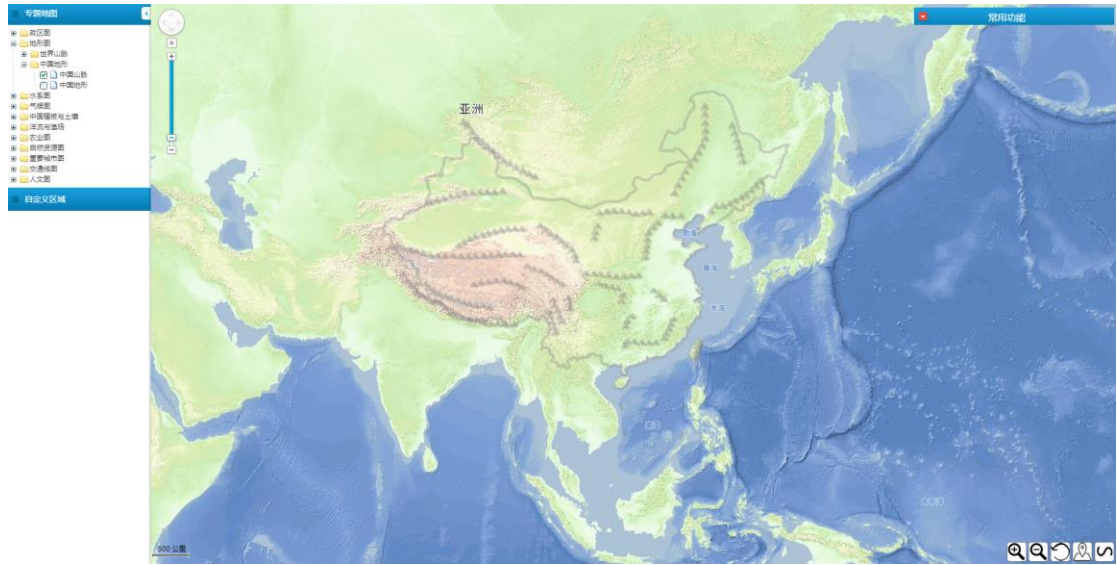 专题地图
政区图
地形图
世界山脉
中国地形
中国山脉
中国地形
水系图
气候图
中国植被与土壤
洋流与渔场
农业图
自然资源图
重要城市图
交通线图
人文图
自定义区域
常用功能
亚洲
渤海
黄海
东海
500 公里